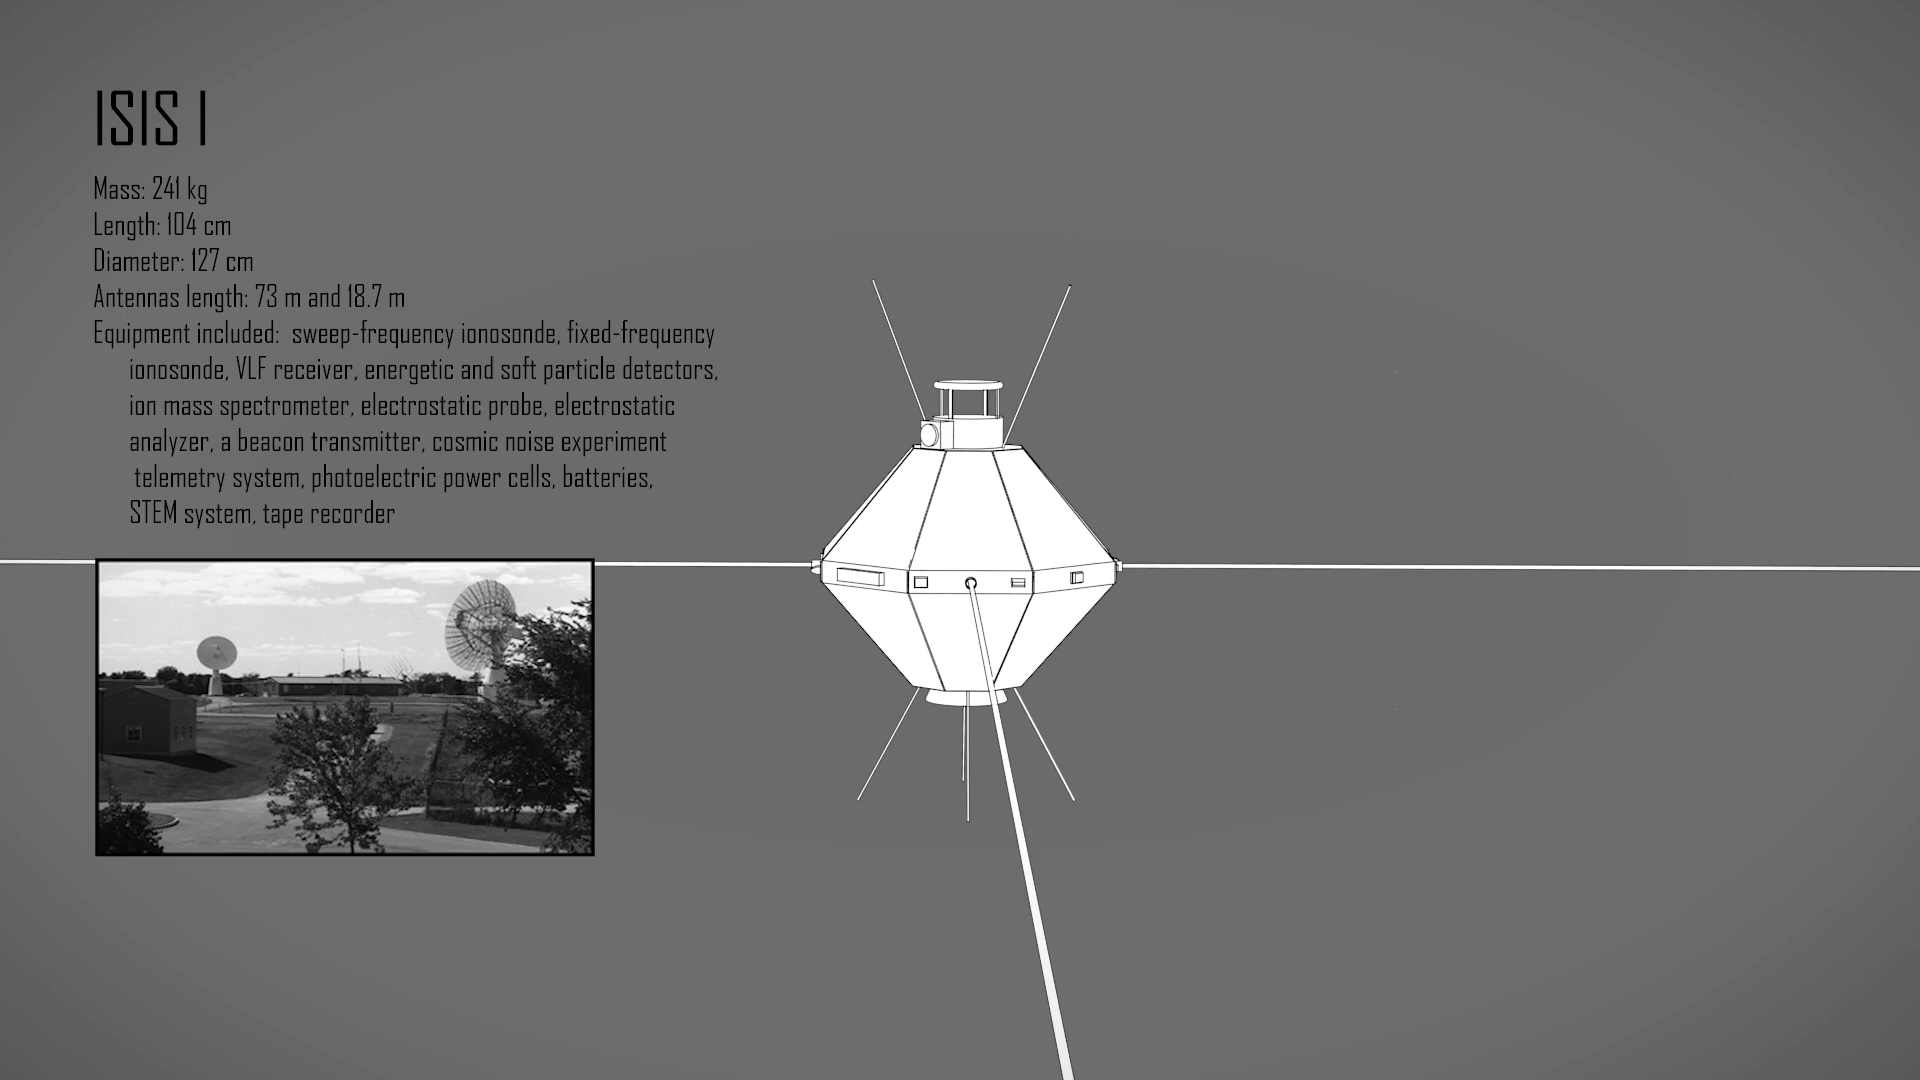 ISIS I
Mass: 241 kg
Length: 104 cm
Diameter: 127 cm
Antennas length: 73 m and 18.7 m
Equipment included: sweep-frequency ionosonde, fixed-frequency
ionosonde, VLF receiver, energetic and soft particle detectors,
ion mass spectrometer, electrostatic probe, electrostatic
analyzer, a beacon transmitter, cosmic noise experiment
telemetry system, photoelectric power cells, batteries,
STEM system, tape recorder